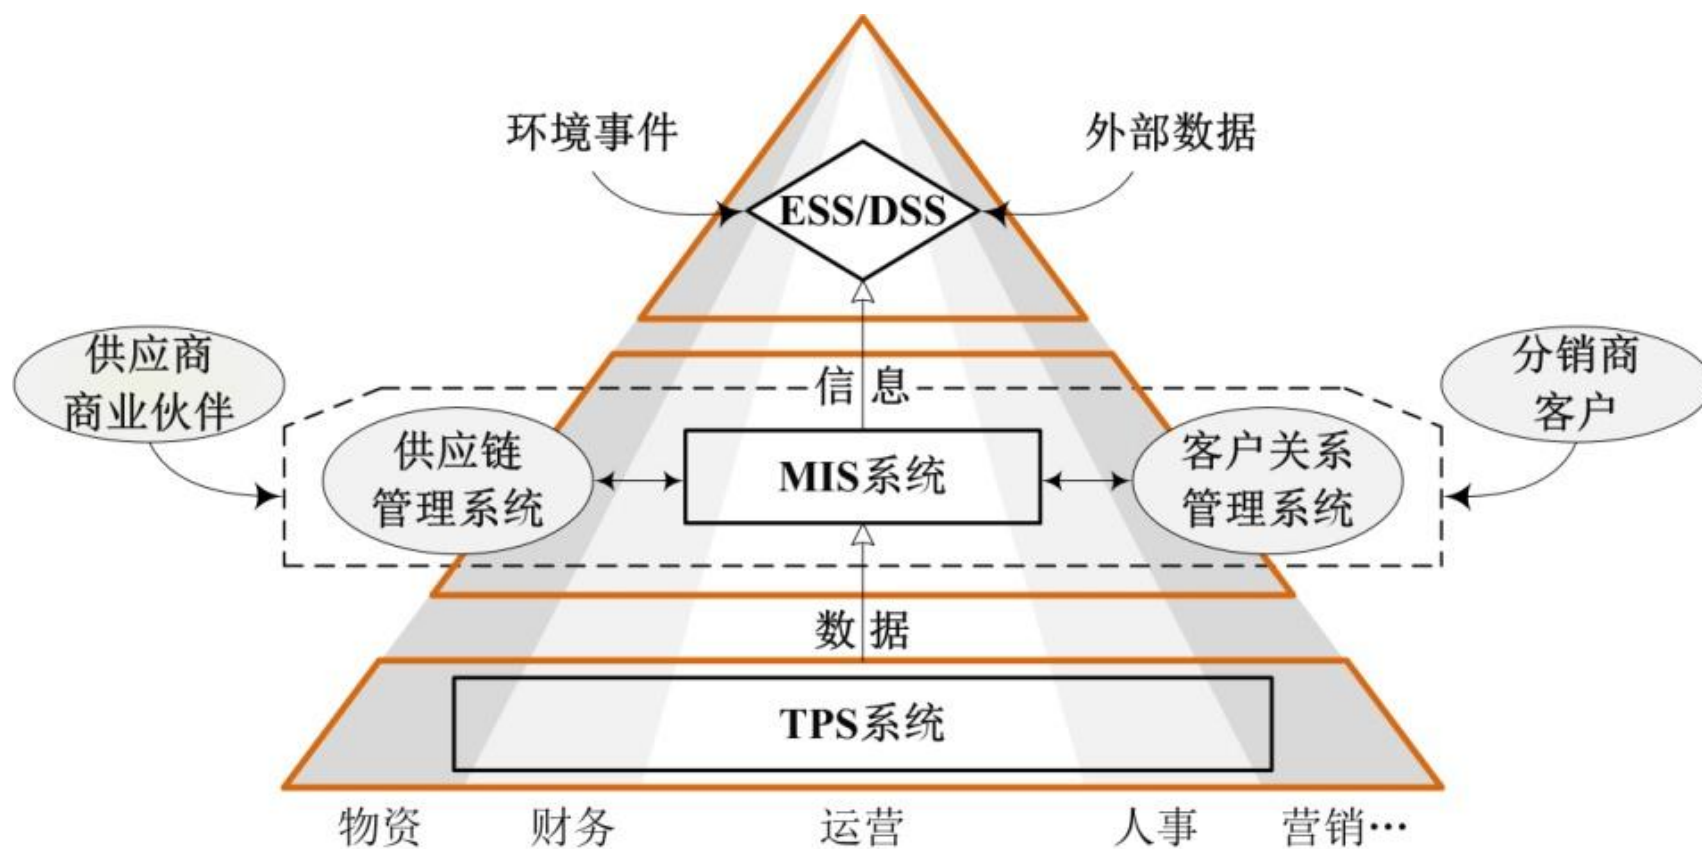 环境事件
外部数据
ESS/DSS
供应商
商业伙伴
分销商
客户
信息
供应链
管理系统
MIS系统
客户关系
管理系统
数据
TPS系统
物资
财务
运营
人事
营销…